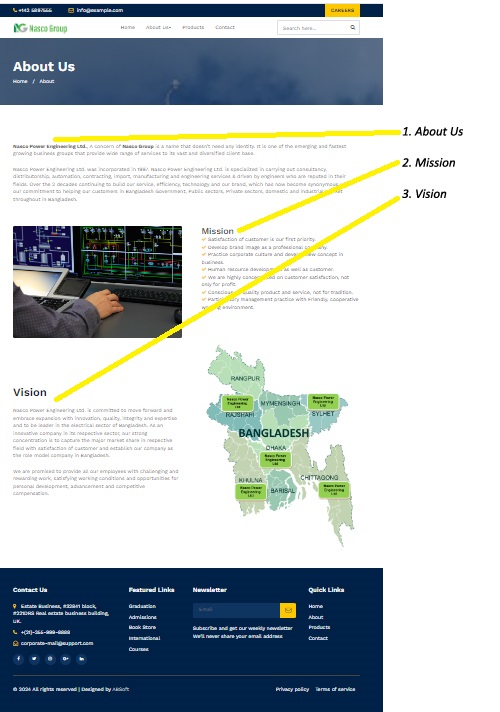 +142 5897555 info@example.com CAREERS
Nasco Group Home About Us Products Contact Search here...
About Us
Home / About
1. About Us
2. Mission
3. Vision
Nasco Power Engineering Ltd., a concern of Nasco Group is a name that doesn't need any identity. It is one of the emerging and fastest
growing business groups that provide wide range of services to its vast and diversified client base.
Nasco Power Engineering Ltd. was incorporated in 1997. Nasco Power Engineering Ltd. is specialized in carrying out consultancy,
distributorship, automation, contracting, import, manufacturing and engineering services & driven by engineers who are reputed in their
fields. Over the 2 decades continuing to build our service, efficiency, technology and our brand, which has now become synonymous
our commitment to helping our customers in Bangladesh Government, Public sectors, Private sectors, domestic and industrial market
throughout in Bangladesh.
Mission
Satisfaction of customer is our first priority.
Develop brand image as a professional company.
Practice corporate culture and develop new concept in
business.
Human resource development as well as customer.
We are highly concerned on customer satisfaction, not
only for profit.
Conscious quality product and service, not for tradition.
Participatory management practice with Friendly, cooperative
working environment.
Vision
Nasco Power Engineering Ltd. is committed to move forward and
embrace expansion with innovation, quality, integrity and expertise
and to be leader in the electrical sector of Bangladesh. As an
innovative company in its respective sector, our strong
concentration is to capture the major market share in respective
field with satisfaction of customer and establish our company as
the role model company in Bangladesh.
We are promised to provide all our employees with challenging and
rewarding work, satisfying working conditions and opportunities for
personal development, advancement and competitive
compensation.
RANGPUR
Nasco Power
Engineering
Ltd
MYMENSINGH
Nasco Power
Engineering
Ltd
RAJSHAHI
SYLHET
BANGLADESH
DHAKA
Nasco Power
Engineering
Ltd
KHULNA
CHITTAGONG
Nasco Power
Engineering
Ltd
BARISAL
Nasco Power
Engineering
Ltd
Contact Us
Estate Business, #32841 block,
#221DRS Real estate business building,
UK.
+(21)-255-999-8888
corporate-mail@support.com
Featured Links
Graduation
Admissions
Book Store
International
Courses
Newsletter
Email
Subscribe and get our weekly newsletter
We'll never share your email address
Quick Links
Home
About
Products
Contact
© 2024 All rights reserved | Designed by ABSoft Privacy policy Terms of service